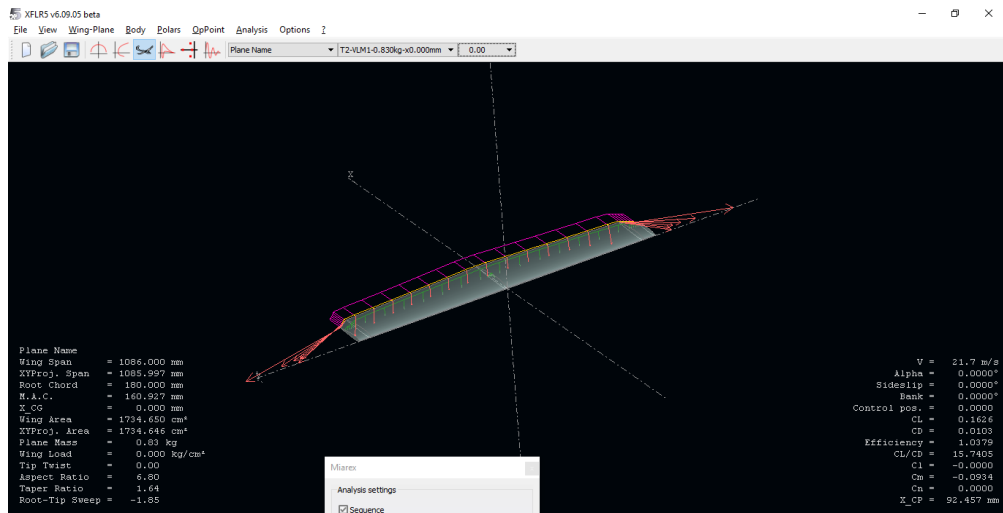 XFLR5 v6.09.05 beta
File View Wing-Plane Body Polars OpPoint Analysis Options ?
Plane Name T2-VLM1-0.830kg-x0.000mm 0.00
X
Plane Name
Wing Span = 1086.000 mm
XYProj. Span = 1085.997 mm
Root Chord = 180.000 mm
M.A.C. = 160.927 mm
X_CG = 0.000 mm
Wing Area = 1734.650 cm²
XYProj. Area = 1734.646 cm²
Plane Mass = 0.83 kg
Wing Load = 0.000 kg/cm²
Tip Twist = 0.00
Aspect Ratio = 6.80
Taper Ratio = 1.64
Root-Tip Sweep = -1.85
V = 21.7 m/s
Alpha = 0.0000°
Sideslip = 0.0000°
Bank = 0.0000°
Control pos. = 0.0000
CL = 0.1626
CD = 0.0103
Efficiency = 1.0379
CL/CD = 15.7405
Cl = -0.0000
Cm = -0.0934
Cn = 0.0000
X_CP = 92.457 mm
Miarex
Analysis settings
Sequence